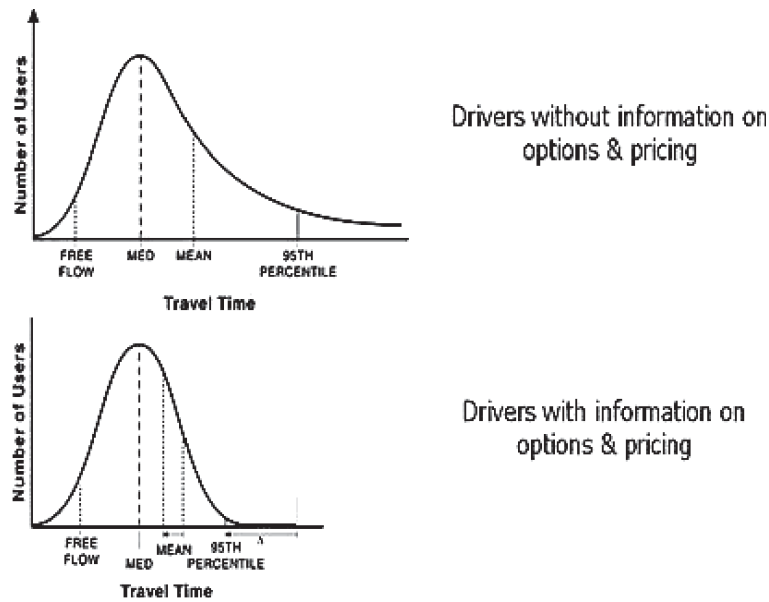 Number of Users
FREE FLOW
MED
MEAN
95TH PERCENTILE
Travel Time
Drivers without information on
options & pricing
Number of Users
FREE FLOW
MED
MEAN
95TH PERCENTILE
Travel Time
Drivers with information on
options & pricing